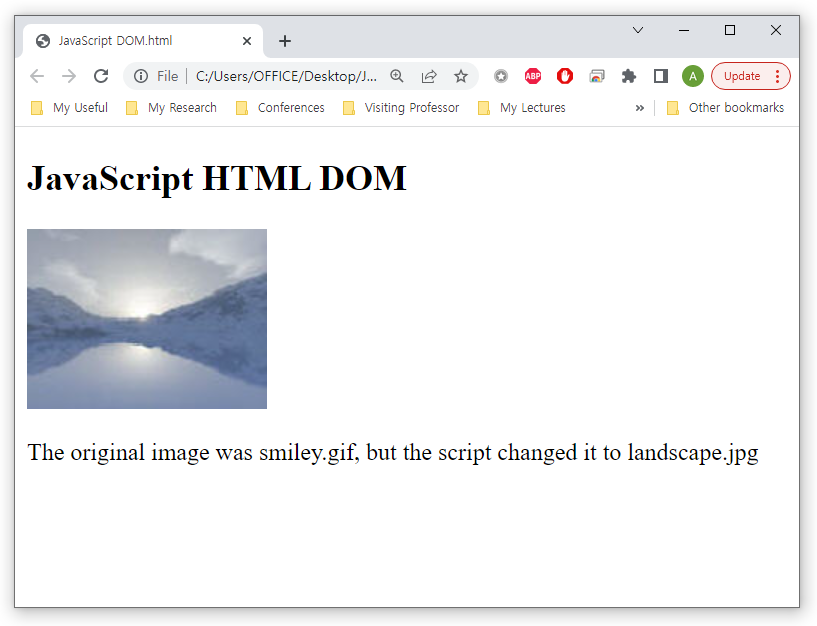 JavaScript DOM.html
File C:/Users/OFFICE/Desktop/J...
ABP
A
Update
My Useful My Research Conferences Visiting Professor My Lectures » Other bookmarks
JavaScript HTML DOM
The original image was smiley.gif, but the script changed it to landscape.jpg